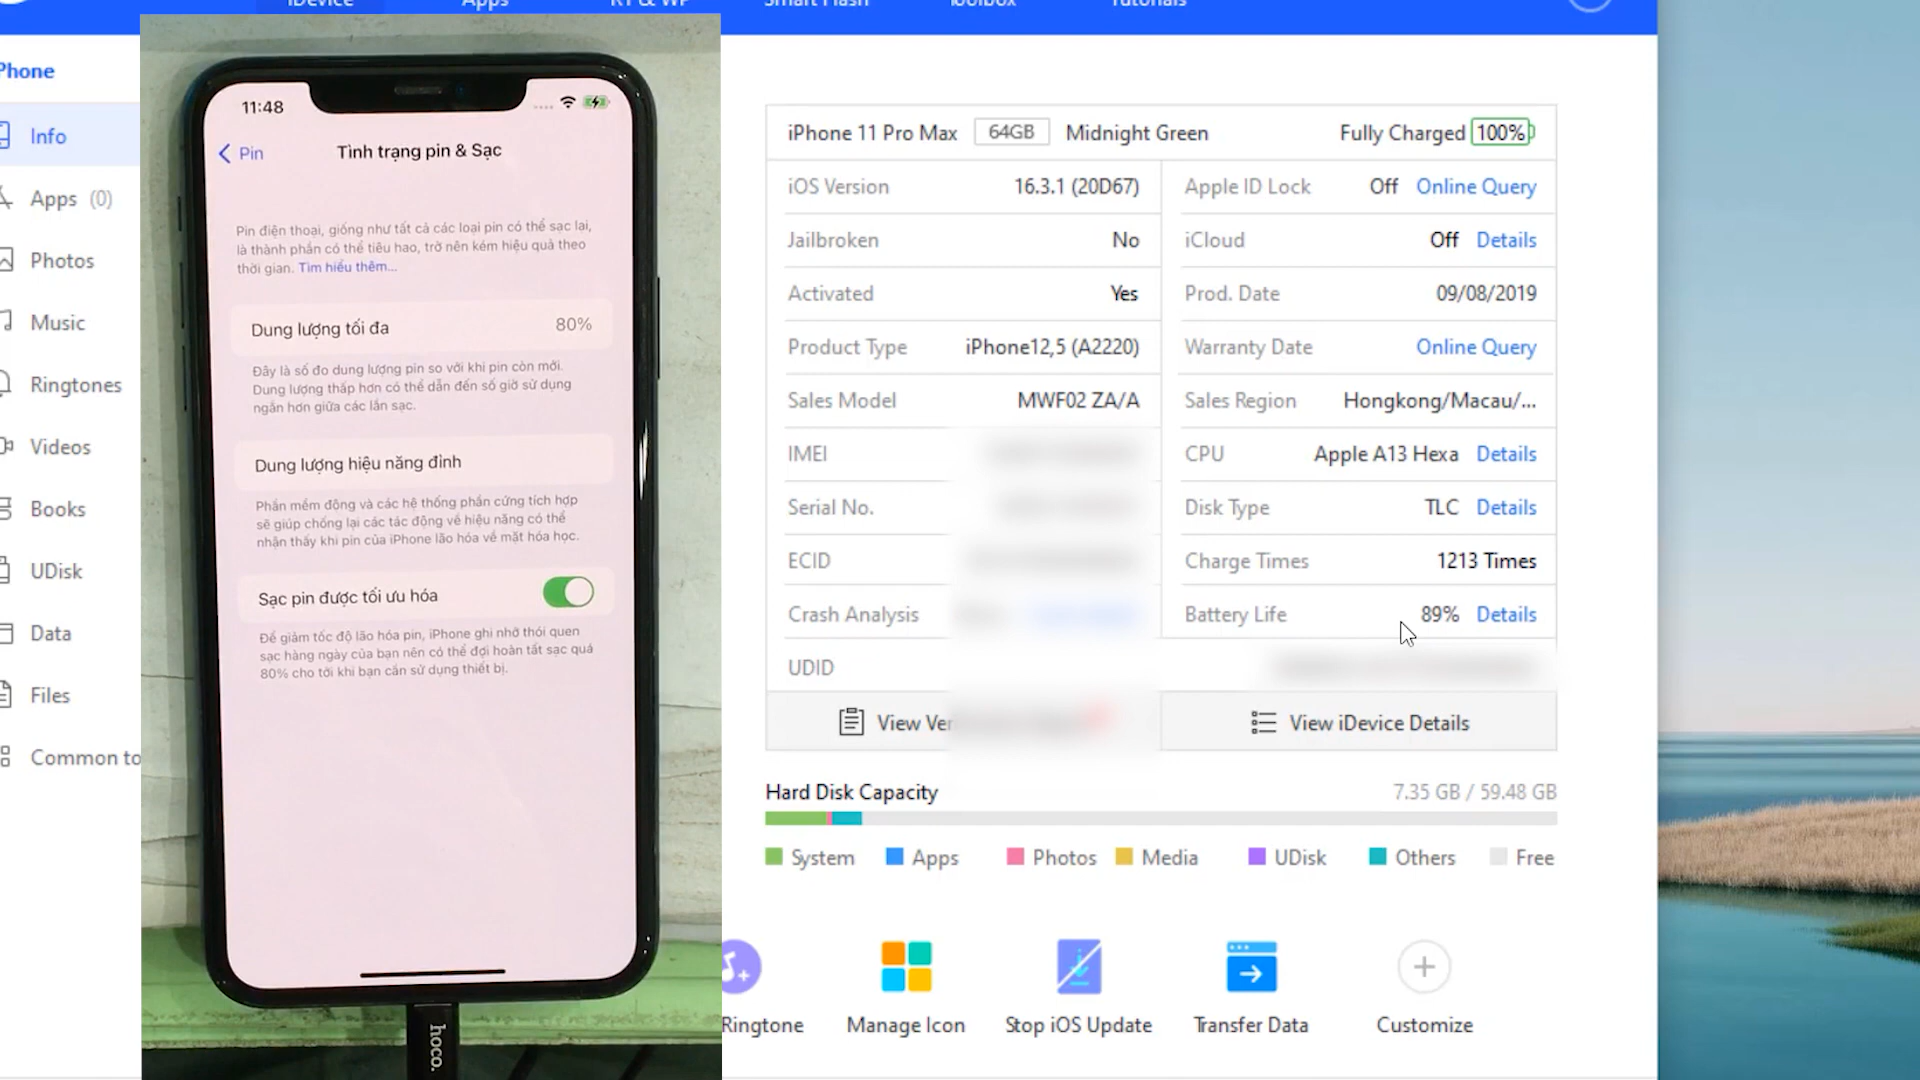 iDevice Apps Toolbox Tutorials
Phone
Info
Apps (0)
Photos
Music
Ringtones
Videos
Books
UDisk
Data
Files
Common to
11:48
Pin
Tình trạng pin & Sạc
Pin điện thoại, giống như tất cả các loại pin có thể sạc lại,
là thành phần có thể tiêu hao, trở nên kém hiệu quả theo
thời gian. Tìm hiểu thêm...
Dung lượng tối đa 80%
Đây là số đo dung lượng pin so với khi pin còn mới.
Dung lượng thấp hơn có thể dẫn đến số giờ sử dụng
ngắn hơn giữa các lần sạc.
Dung lượng hiệu năng đỉnh
Phần mềm động và các hệ thống phần cứng tích hợp
sẽ giúp chống lại các tác động về hiệu năng có thể
nhận thấy khi pin của iPhone lão hóa về mặt hóa học.
Sạc pin được tối ưu hóa
Để giảm tốc độ lão hóa pin, iPhone ghi nhớ thói quen
sạc hàng ngày của bạn nên có thể đợi hoàn tất sạc quá
80% cho tới khi bạn cần sử dụng thiết bị.
hoco.
iPhone 11 Pro Max 64GB Midnight Green Fully Charged 100%
iOS Version 16.3.1 (20D67) Apple ID Lock Off Online Query
Jailbroken No iCloud Off Details
Activated Yes Prod. Date 09/08/2019
Product Type iPhone12,5 (A2220) Warranty Date Online Query
Sales Model MWF02 ZA/A Sales Region Hongkong/Macau/...
IMEI CPU Apple A13 Hexa Details
Serial No. Disk Type TLC Details
ECID Charge Times 1213 Times
Crash Analysis Battery Life 89% Details
UDID
View Ver View iDevice Details
Hard Disk Capacity 7.35 GB / 59.48 GB
System Apps Photos Media UDisk Others Free
Ringtone Manage Icon Stop iOS Update Transfer Data Customize